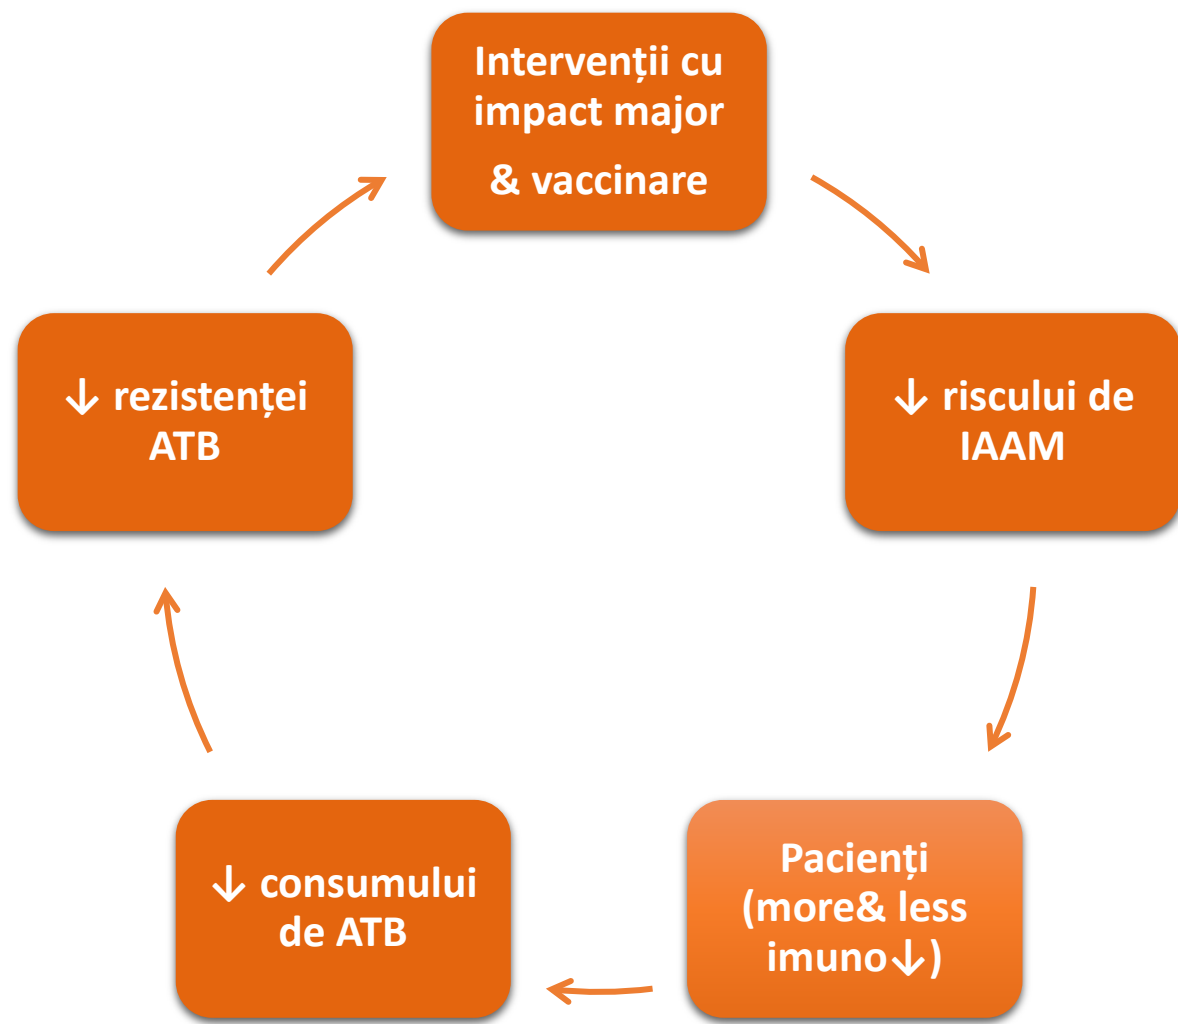 Intervenții cu
impact major
& vaccinare
↓ riscului de
IAAM
Pacienți
(more& less
imuno↓)
↓ consumului
de ATB
↓ rezistenței
ATB